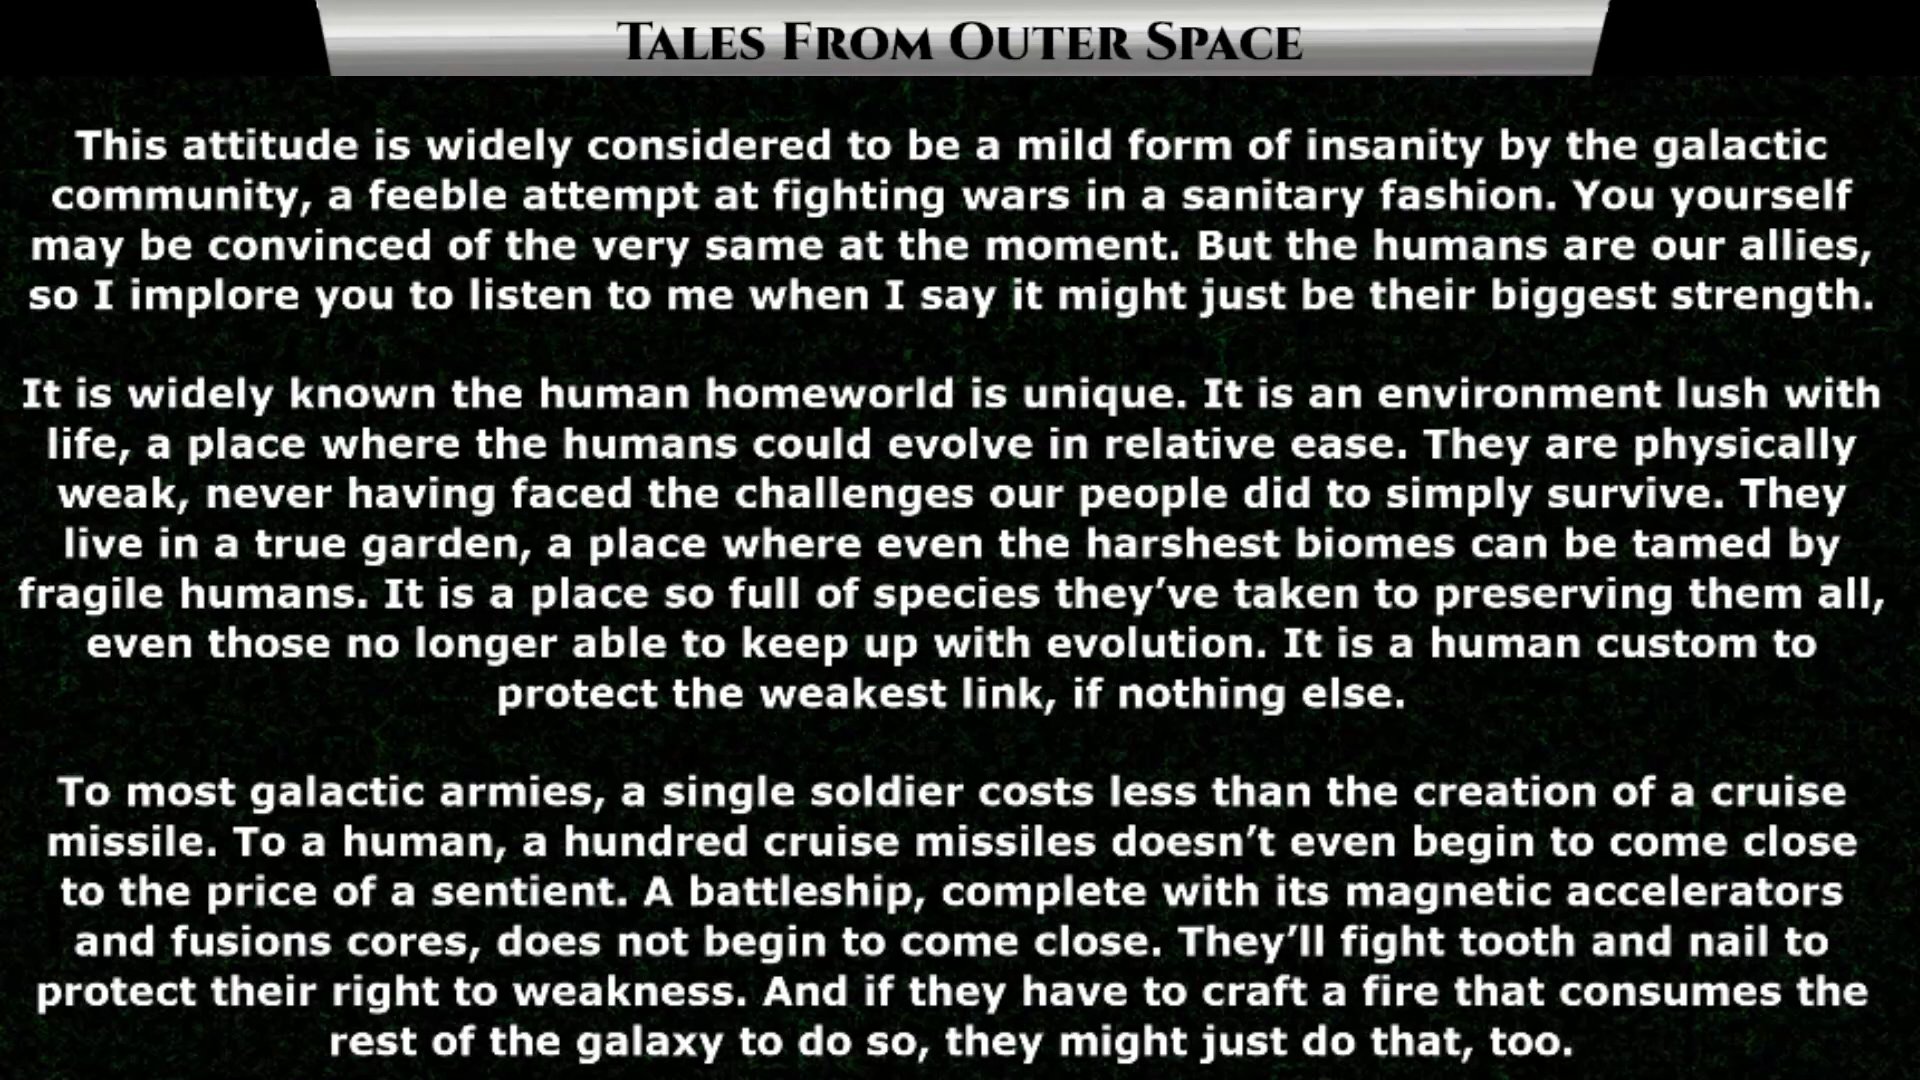 Tales From Outer Space
This attitude is widely considered to be a mild form of insanity by the galactic
community, a feeble attempt at fighting wars in a sanitary fashion. You yourself
may be convinced of the very same at the moment. But the humans are our allies,
so I implore you to listen to me when I say it might just be their biggest strength.
It is widely known the human homeworld is unique. It is an environment lush with
life, a place where the humans could evolve in relative ease. They are physically
weak, never having faced the challenges our people did to simply survive. They
live in a true garden, a place where even the harshest biomes can be tamed by
fragile humans. It is a place so full of species they’ve taken to preserving them all,
even those no longer able to keep up with evolution. It is a human custom to
protect the weakest link, if nothing else.
To most galactic armies, a single soldier costs less than the creation of a cruise
missile. To a human, a hundred cruise missiles doesn’t even begin to come close
to the price of a sentient. A battleship, complete with its magnetic accelerators
and fusions cores, does not begin to come close. They’ll fight tooth and nail to
protect their right to weakness. And if they have to craft a fire that consumes the
rest of the galaxy to do so, they might just do that, too.